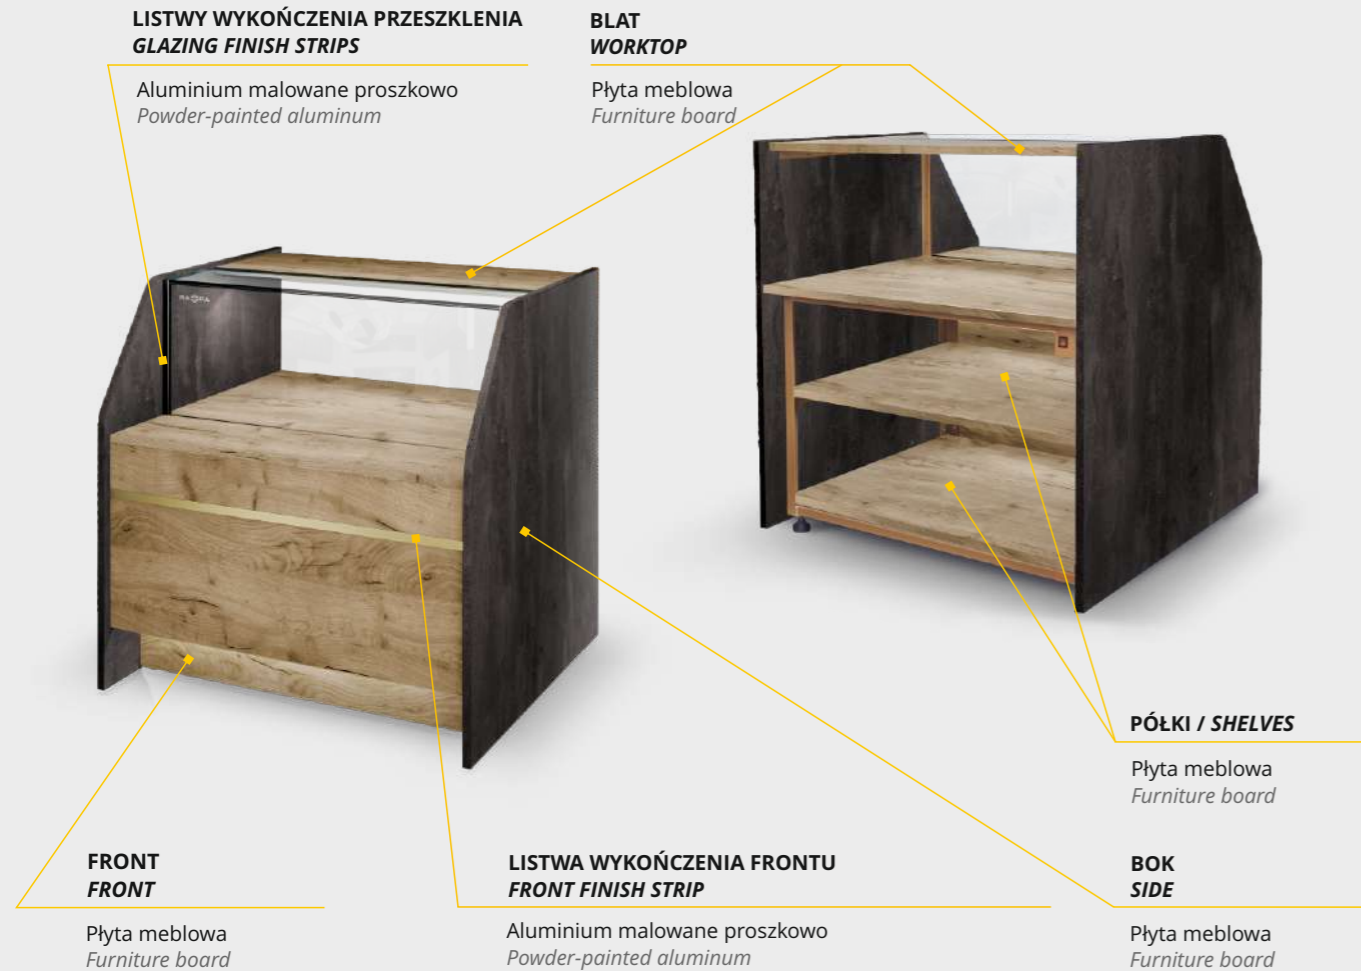 LISTWY WYKOŃCZENIA PRZESZKLENIA
GLAZING FINISH STRIPS
Aluminium malowane proszkowo
Powder-painted aluminum
BLAT
WORKTOP
Płyta meblowa
Furniture board
PÓŁKI / SHELVES
Płyta meblowa
Furniture board
FRONT
FRONT
Płyta meblowa
Furniture board
LISTWA WYKOŃCZENIA FRONTU
FRONT FINISH STRIP
Aluminium malowane proszkowo
Powder-painted aluminum
BOK
SIDE
Płyta meblowa
Furniture board